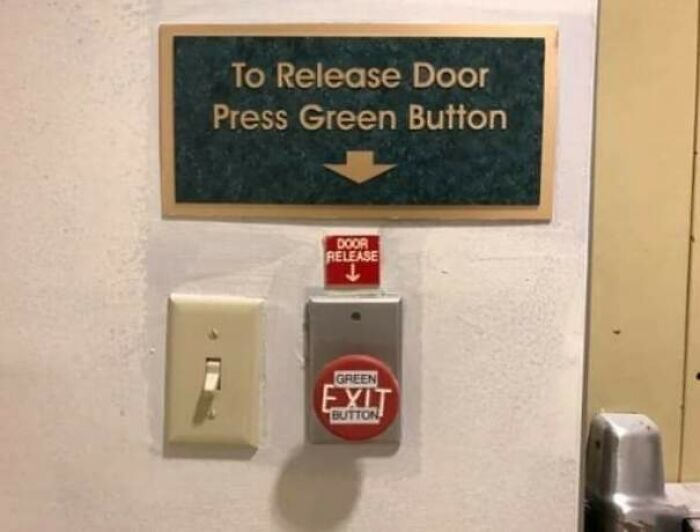 To Release Door
Press Green Button
DOOR
RELEASE
GREEN
EXIT
BUTTON